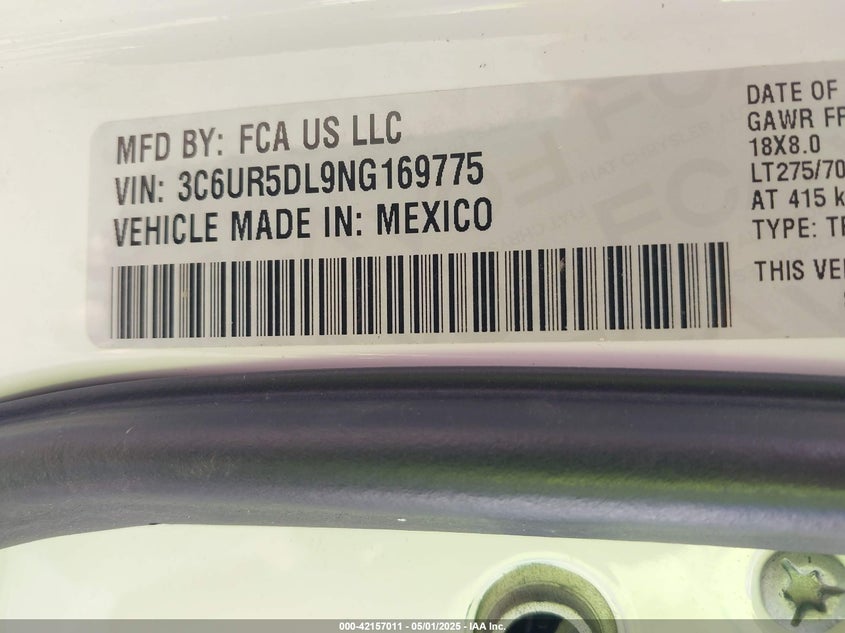 MFD BY: FCA US LLC
VIN: 3C6UR5DL9NG169775
VEHICLE MADE IN: MEXICO
DATE OF
GAWR
18X8.0
LT275/70
AT 415
TYPE:
THIS
000-42157011 - 05/01/2025 - IAA Inc.